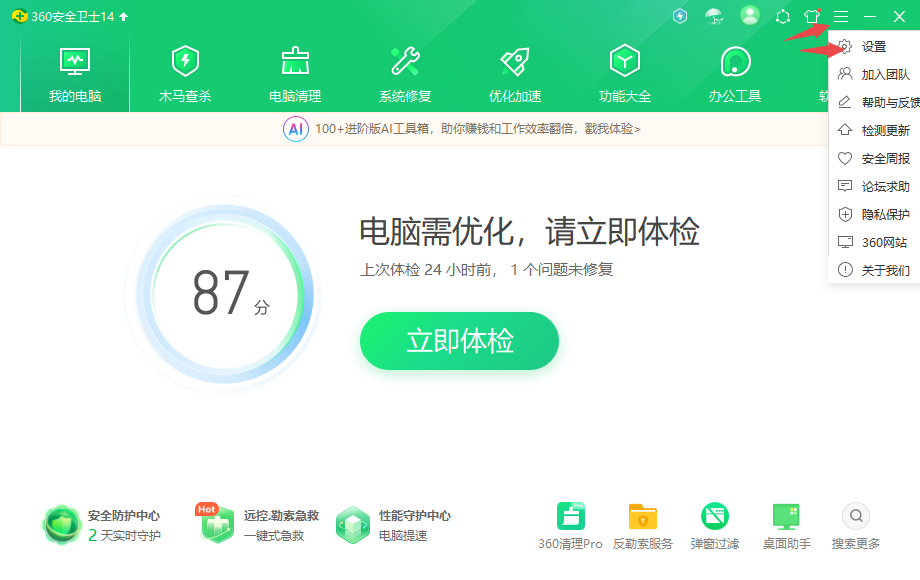 360安全卫士14
我的电脑
木马查杀
电脑清理
系统修复
优化加速
功能大全
办公工具
AI 100+进阶版AI工具箱，助你赚钱和工作效率翻倍，戳我体验>
设置
加入团队
帮助与反馈
检测更新
安全周报
论坛求助
隐私保护
360网站
关于我们
87分
电脑需优化，请立即体检
上次体检 24 小时前， 1 个问题未修复
立即体检
安全防护中心
2 天实时守护
Hot
远控.勒索急救
一键式急救
性能守护中心
电脑提速
360清理Pro
反勒索服务
弹窗过滤
桌面助手
搜索更多